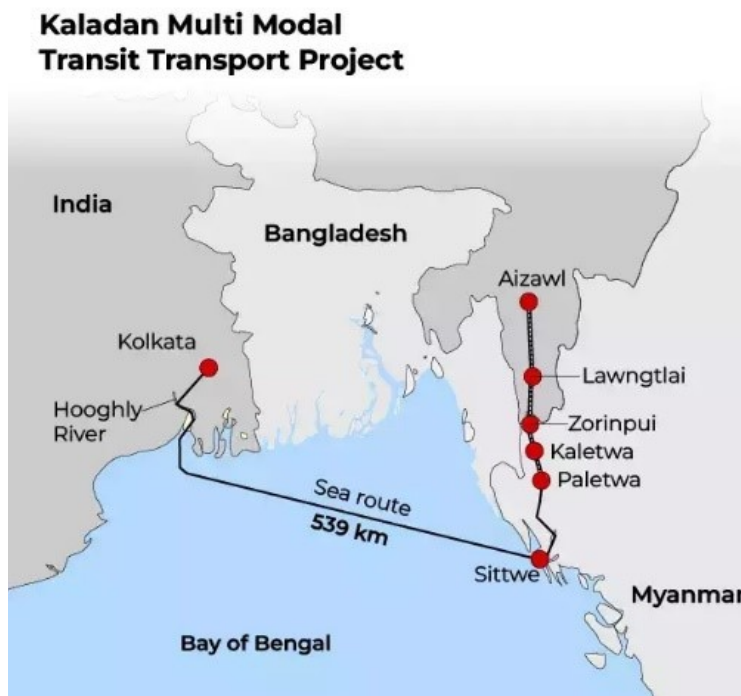 Kaladan Multi Modal
Transit Transport Project
India
Bangladesh
Aizawl
Kolkata
Lawngtlai
Hooghly
River
Zorinpui
Kaletwa
Paletwa
Sea route
539 km
Sittwe
Myanmar
Bay of Bengal